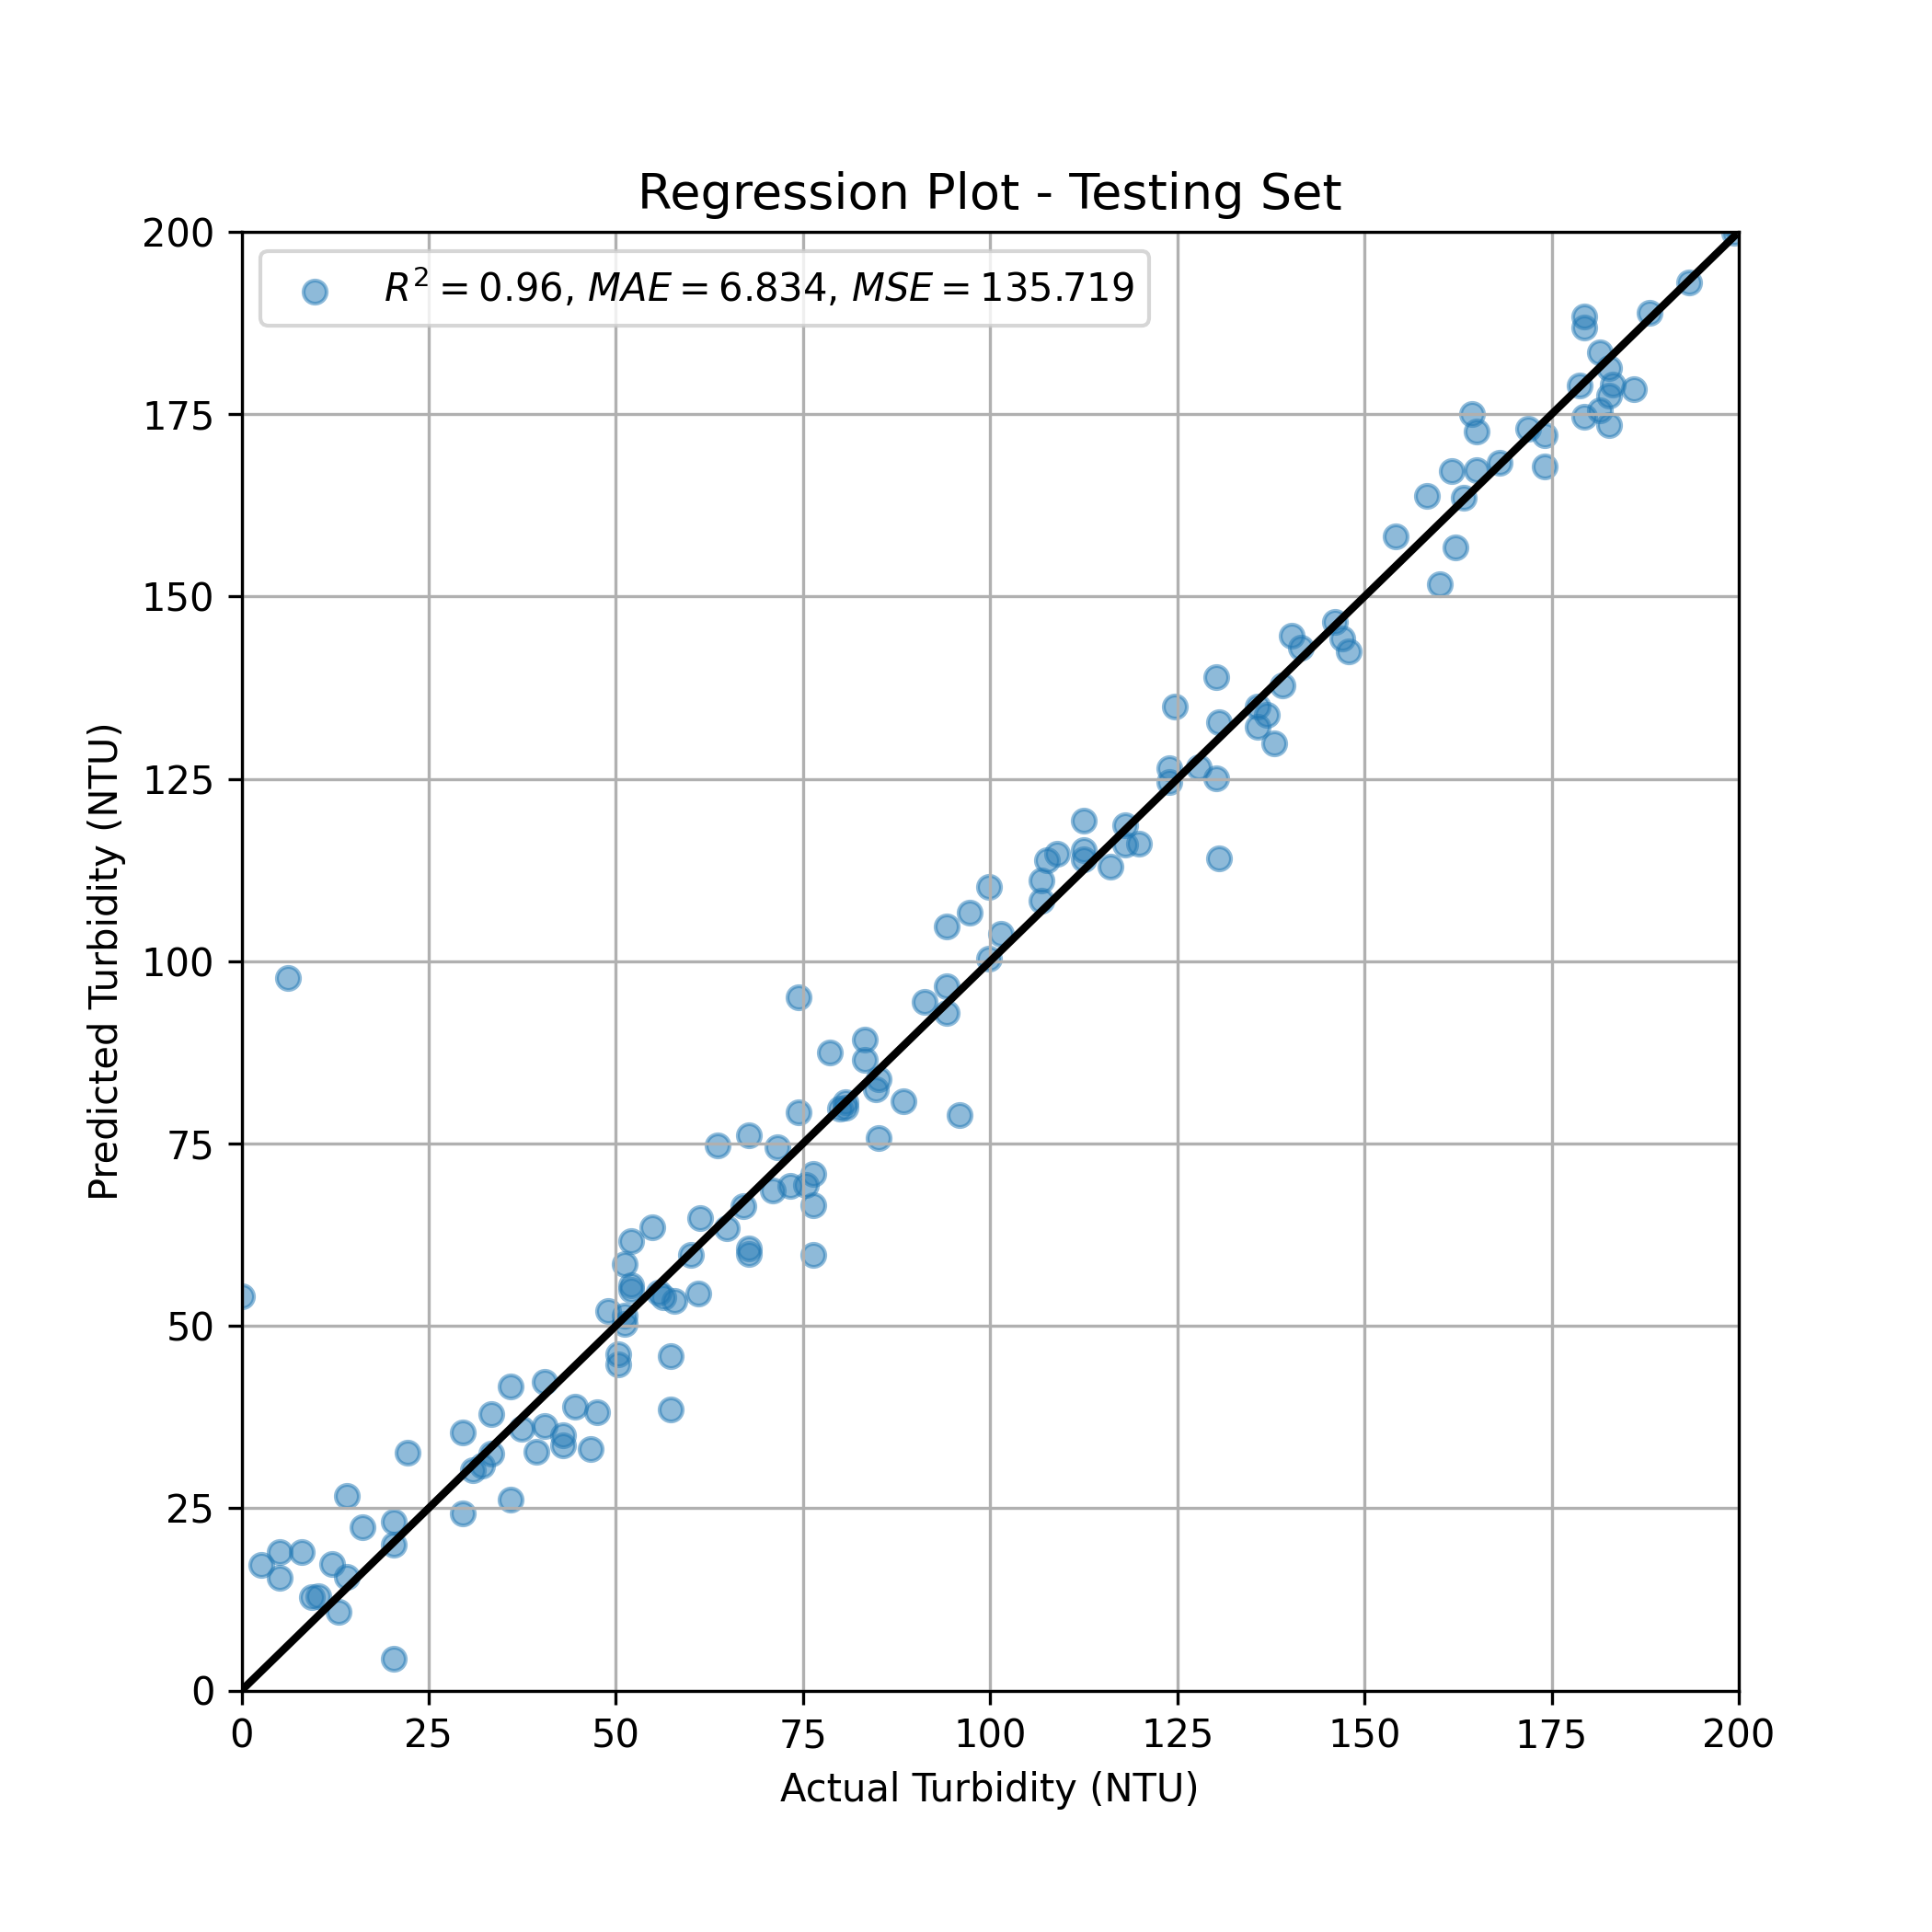 Regression Plot - Testing Set
R² = 0.96, MAE = 6.834, MSE = 135.719
200
175
150
125
100
75
50
25
0
Predicted Turbidity (NTU)
0 25 50 75 100 125 150 175 200
Actual Turbidity (NTU)